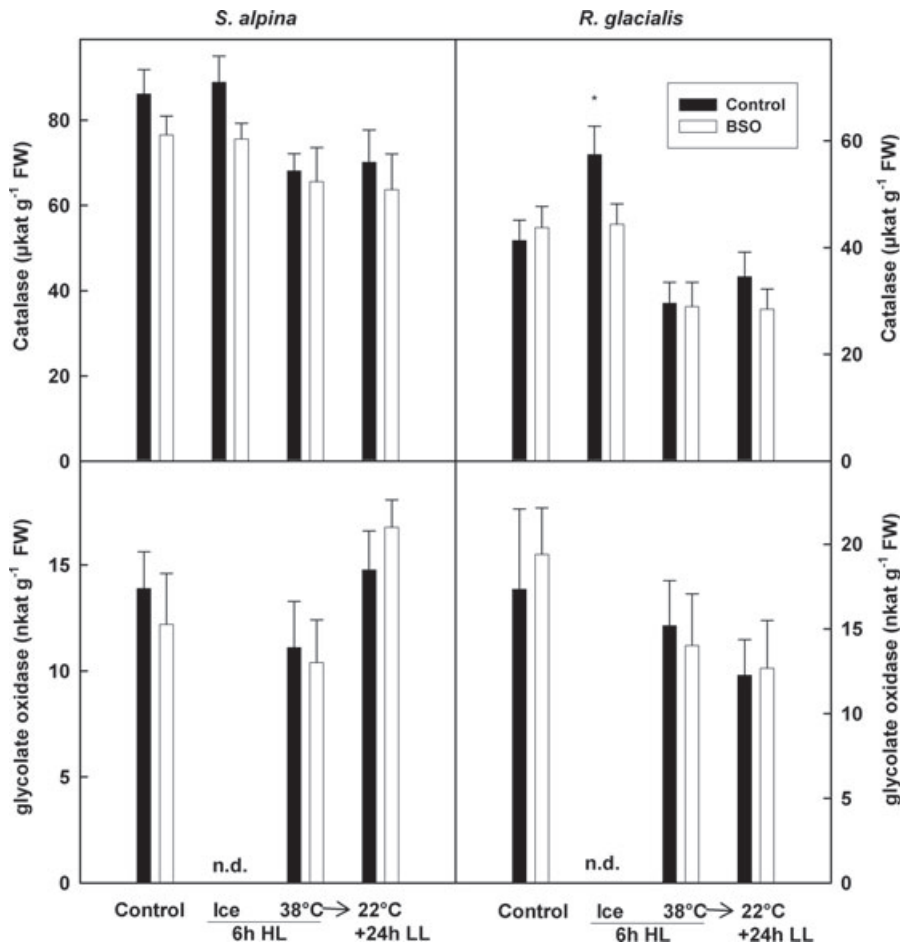 S. alpina R. glacialis
Catalase (µkat g⁻¹ FW)
80
60
40
20
0
*
Control
BSO
60
40
20
0
Catalase (µkat g⁻¹ FW)
glycolate oxidase (nkat g⁻¹ FW)
15
10
5
0
n.d.
n.d.
20
15
10
5
0
glycolate oxidase (nkat g⁻¹ FW)
Control Ice 38°C → 22°C Control Ice 38°C → 22°C
6h HL +24h LL 6h HL +24h LL